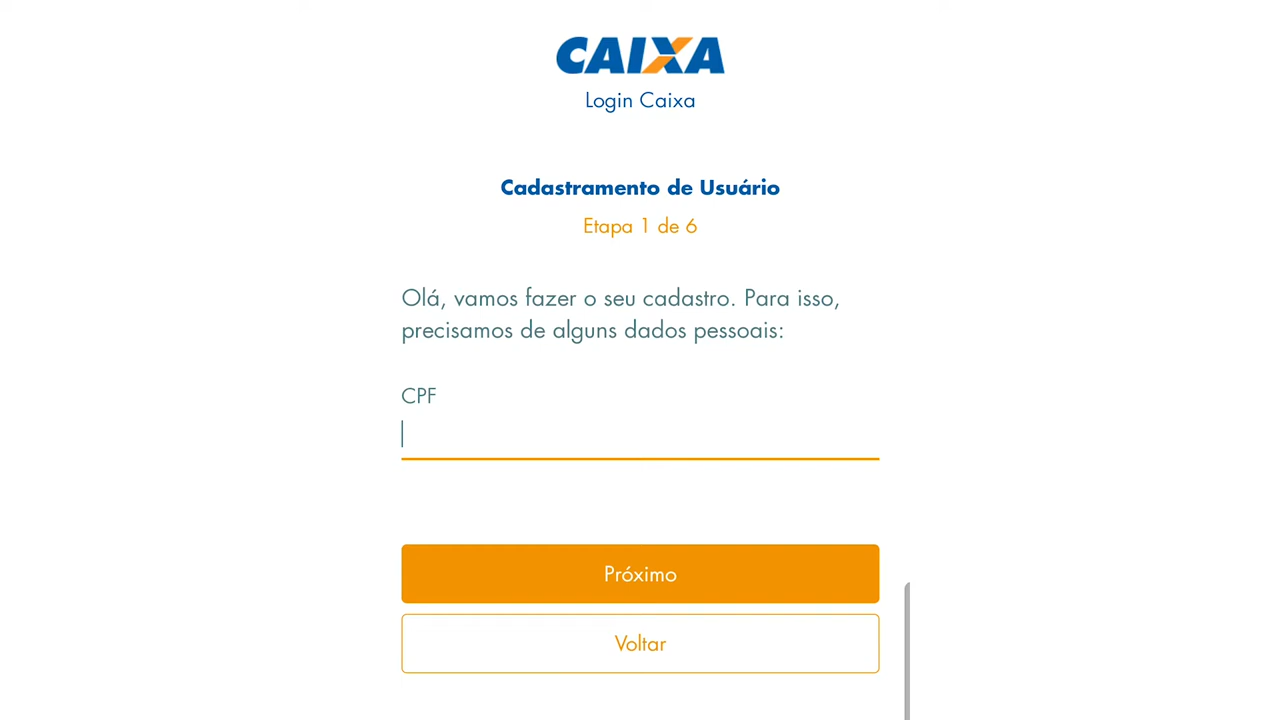 CAIXA
Login Caixa
Cadastramento de Usuário
Etapa 1 de 6
Olá, vamos fazer o seu cadastro. Para isso,
precisamos de alguns dados pessoais:
CPF
Próximo
Voltar